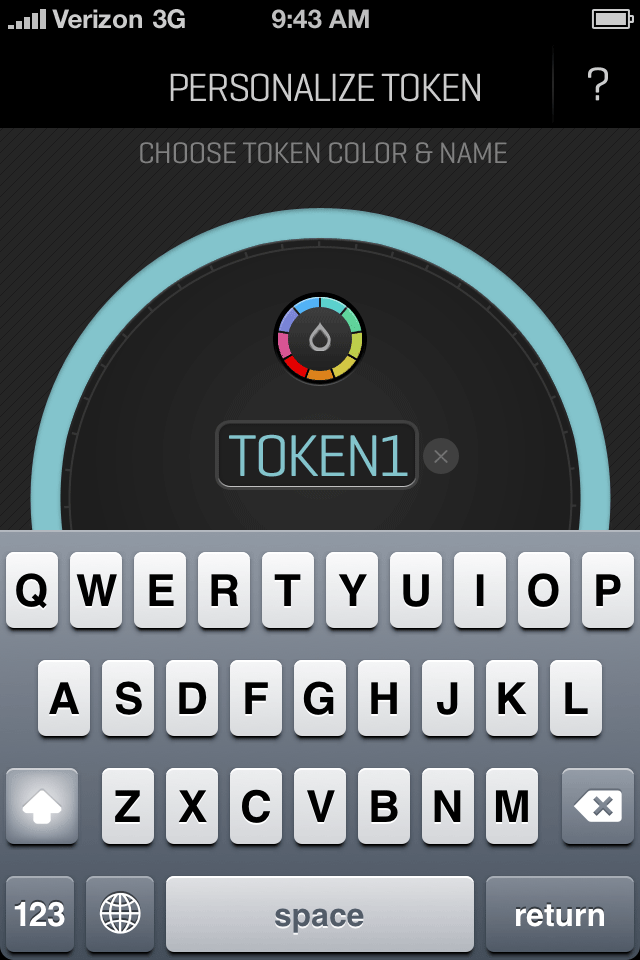 Verizon 3G 9:43 AM
PERSONALIZE TOKEN ?
CHOOSE TOKEN COLOR & NAME
TOKEN1
Q W E R T Y U I O P
A S D F G H J K L
Z X C V B N M
123 space return